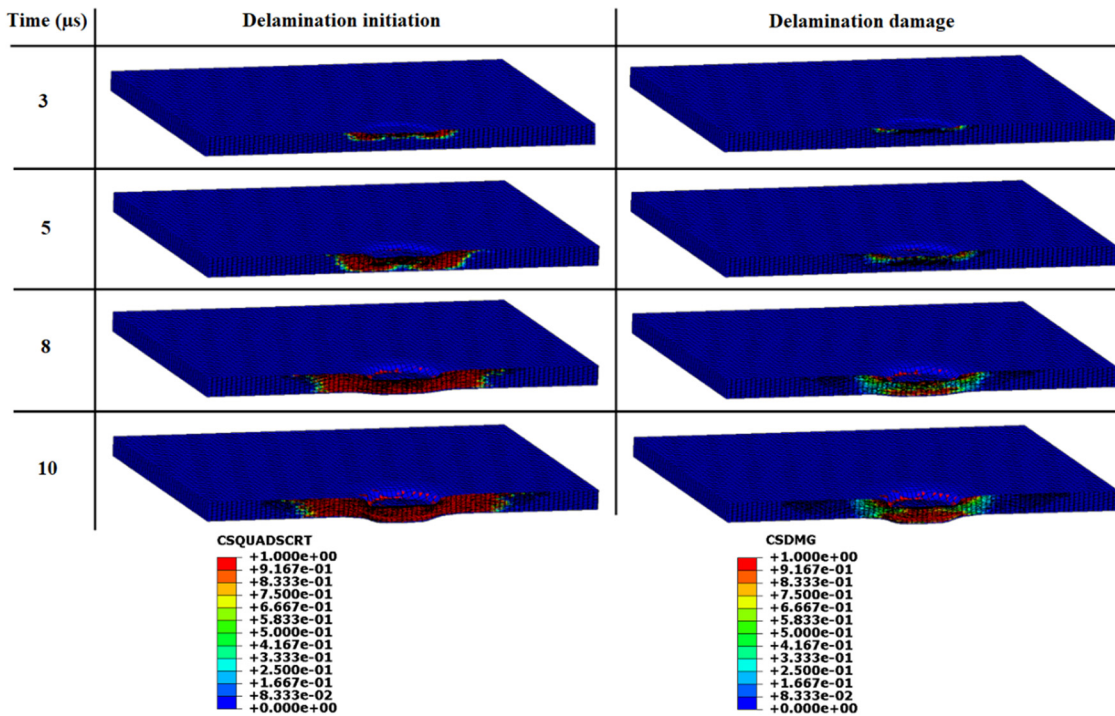 Time (µs) Delamination initiation Delamination damage
3
5
8
10
CSQUADSCRT
+1.000e+00
+9.167e-01
+8.333e-01
+7.500e-01
+6.667e-01
+5.833e-01
+5.000e-01
+4.167e-01
+3.333e-01
+2.500e-01
+1.667e-01
+8.333e-02
+0.000e+00
CSDMG
+1.000e+00
+9.167e-01
+8.333e-01
+7.500e-01
+6.667e-01
+5.833e-01
+5.000e-01
+4.167e-01
+3.333e-01
+2.500e-01
+1.667e-01
+8.333e-02
+0.000e+00